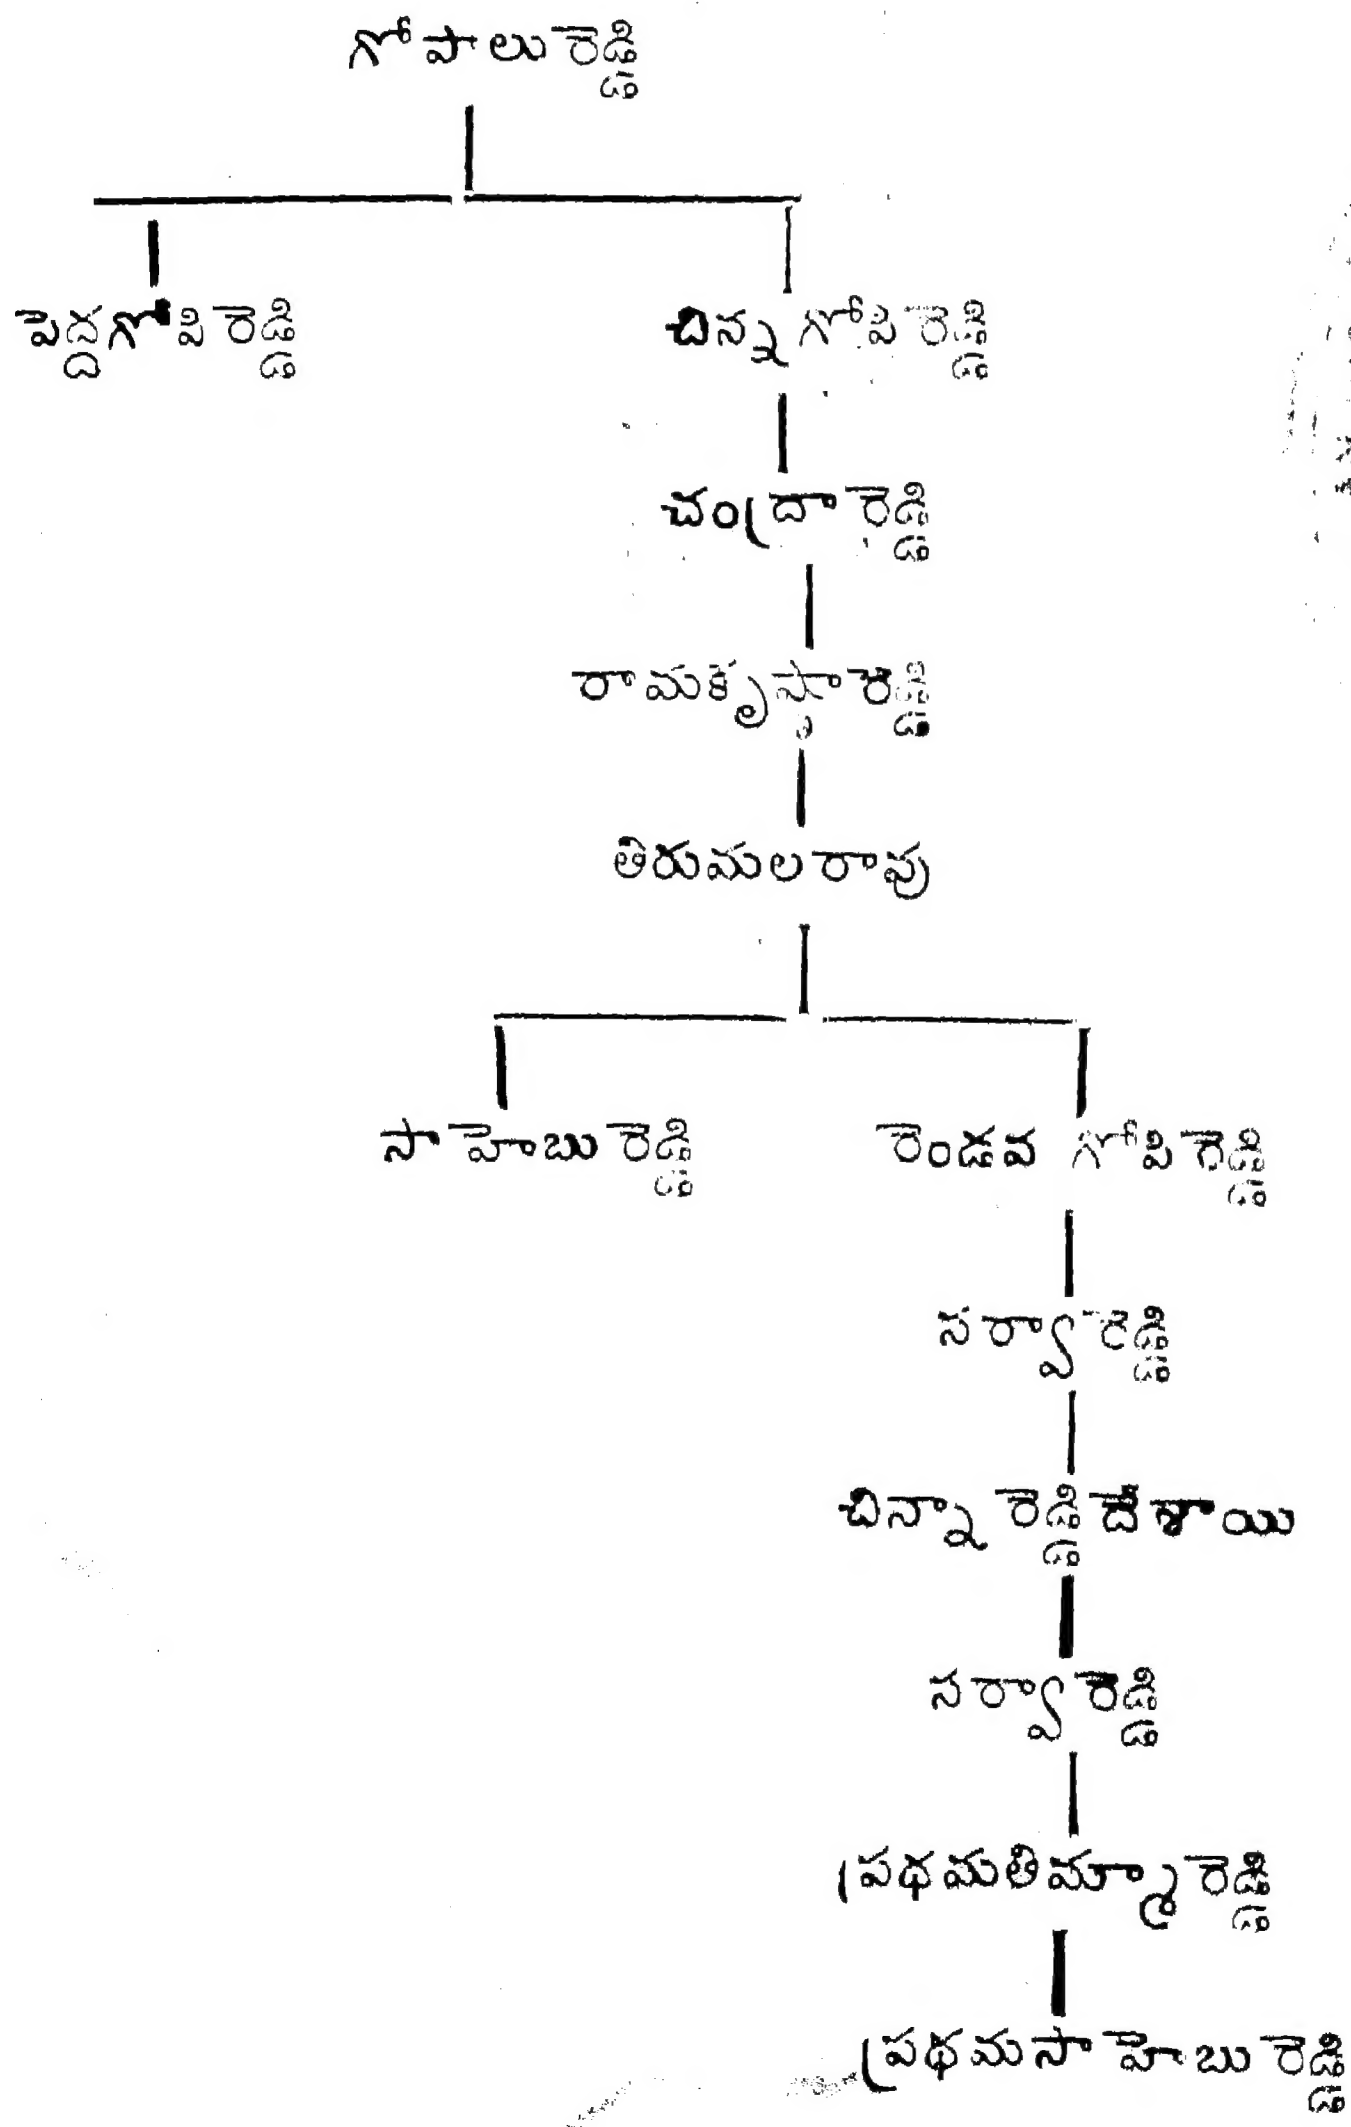 గోపాలురెడ్డి
పెద్దగోపిరెడ్డి చిన్నగోపిరెడ్డి
చంద్రారెడ్డి
రామకృస్ణారెడ్డి
తిరుమలరావు
సాహెబురెడ్డి రెండవ గోపిరెడ్డి
సర్వారెడ్డి
చిన్నారెడ్డిదేశాయి
సర్వారెడ్డి
ప్రథమతిమ్మారెడ్డి
ప్రథమసాహెబురెడ్డి